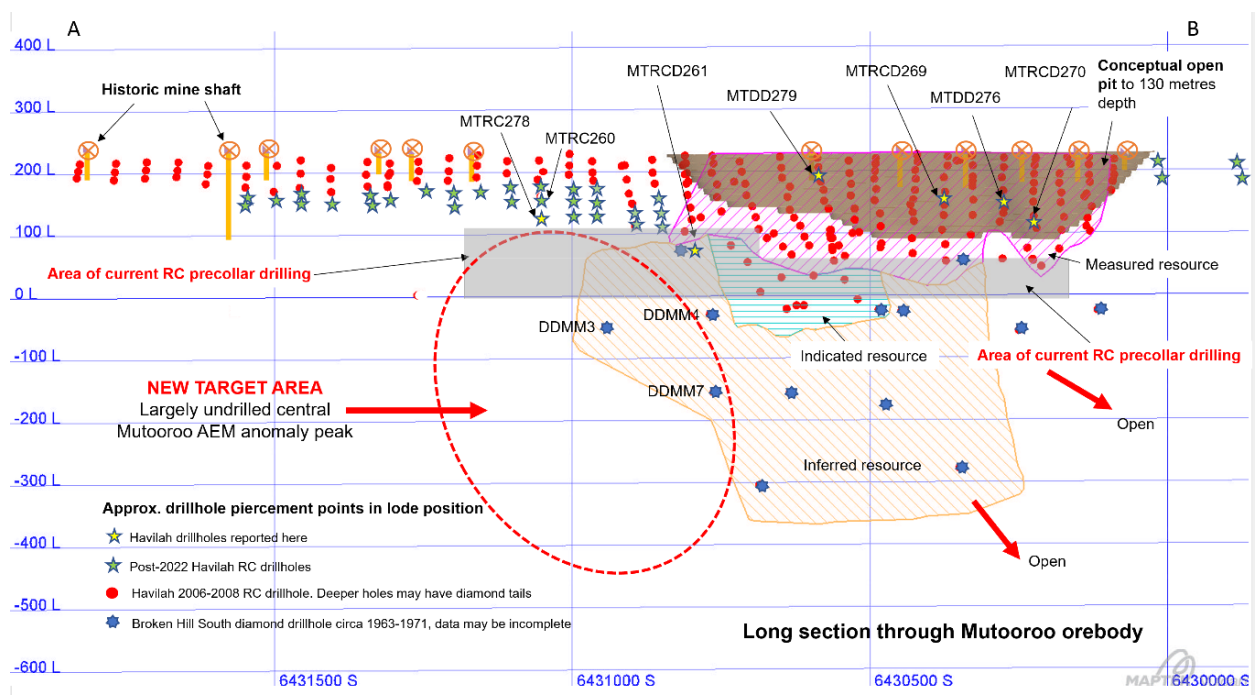 A
B
400 L
300 L
200 L
100 L
0 L
-100 L
-200 L
-300 L
-400 L
-500 L
-600 L
Historic mine shaft
MTRC278
MTRC260
MTRCD261
MTDD279
MTRCD269
MTDD276
MTRCD270
Conceptual open
pit to 130 metres
depth
Area of current RC precollar drilling
Measured resource
DDMM3
DDMM4
Indicated resource
Area of current RC precollar drilling
NEW TARGET AREA
Largely undrilled central
Mutooroo AEM anomaly peak
DDMM7
Open
Inferred resource
Open
Approx. drillhole piercement points in lode position
Havilah drillholes reported here
Post-2022 Havilah RC drillholes
Havilah 2006-2008 RC drillhole. Deeper holes may have diamond tails
Broken Hill South diamond drillhole circa 1963-1971, data may be incomplete
Long section through Mutooroo orebody
6431500 S
6431000 S
6430500 S
6430000 S